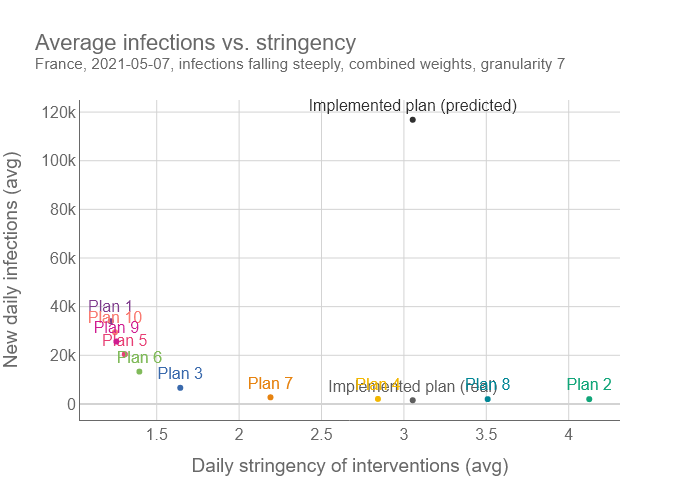 Average infections vs. stringency
France, 2021-05-07, infections falling steeply, combined weights, granularity 7
New daily infections (avg)
120k
100k
80k
60k
40k
20k
0
Implemented plan (predicted)
Plan 1
Plan 10
Plan 9
Plan 5
Plan 6
Plan 3
Plan 7
Plan 4
Implemented plan (real)
Plan 8
Plan 2
1.5
2
2.5
3
3.5
4
Daily stringency of interventions (avg)